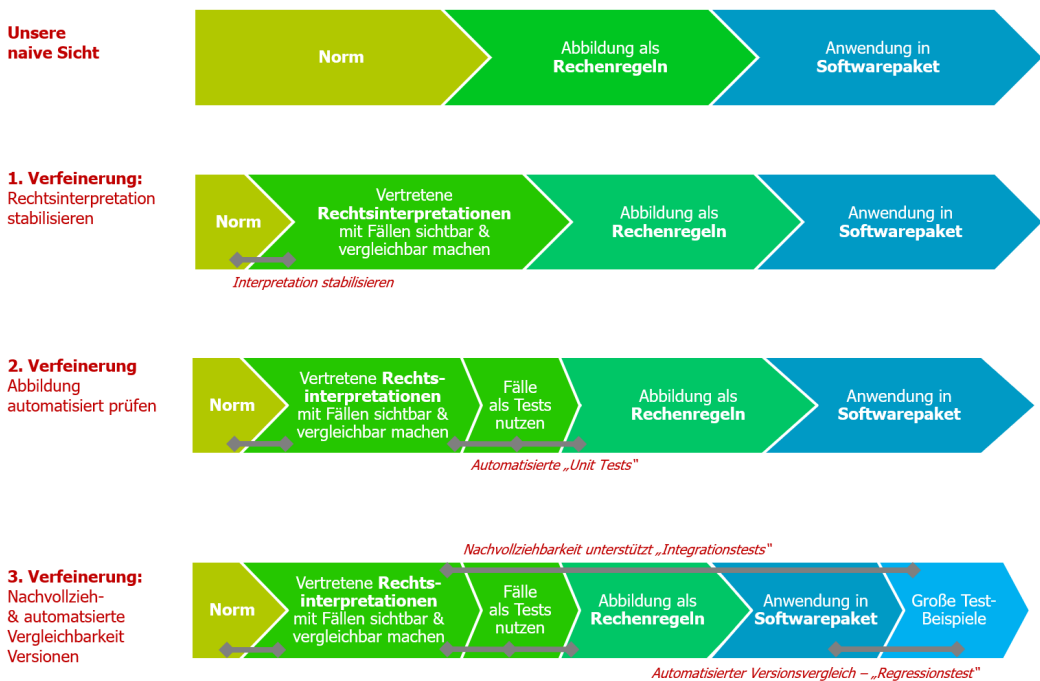 Unsere
naive Sicht
Norm
Abbildung als
Rechenregeln
Anwendung in
Softwarepaket
1. Verfeinerung:
Rechtsinterpretation
stabilisieren
Norm
Vertretene
Rechtsinterpretationen
mit Fällen sichtbar &
vergleichbar machen
Abbildung als
Rechenregeln
Anwendung in
Softwarepaket
Interpretation stabilisieren
2. Verfeinerung
Abbildung
automatisiert prüfen
Norm
Vertretene Rechts-
interpretationen
mit Fällen sichtbar &
vergleichbar machen
Fälle
als Tests
nutzen
Abbildung als
Rechenregeln
Anwendung in
Softwarepaket
Automatisierte „Unit Tests“
Nachvollziehbarkeit unterstützt „Integrationstests“
3. Verfeinerung:
Nachvollzieh-
& automatsierte
Vergleichbarkeit
Versionen
Norm
Vertretene Rechts-
interpretationen
mit Fällen sichtbar &
vergleichbar machen
Fälle
als Tests
nutzen
Abbildung als
Rechenregeln
Anwendung in
Softwarepaket
Große Test-
Beispiele
Automatisierter Versionsvergleich – „Regressionstest“